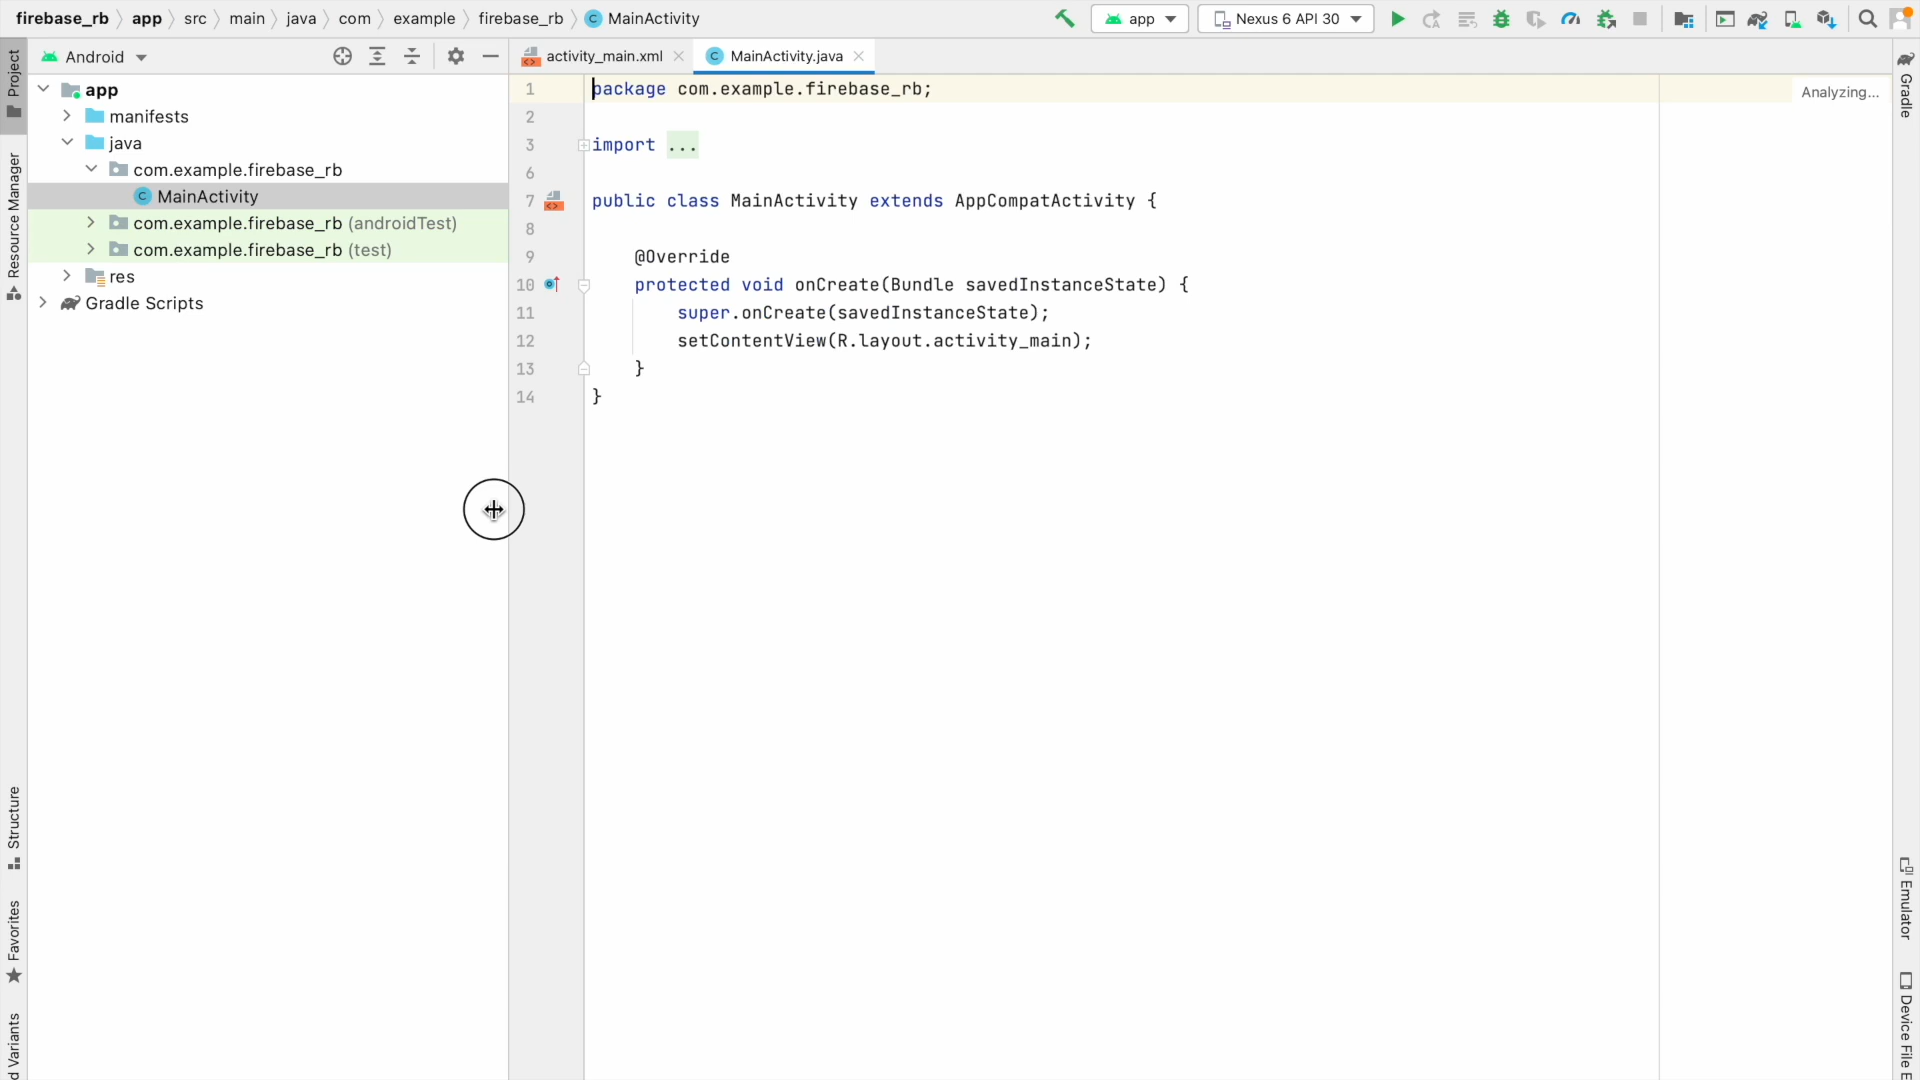 firebase_rb app src main java com example firebase_rb C MainActivity app Nexus 6 API 30
Project
Android
activity_main.xml
C MainActivity.java
Gradle
app
manifests
java
com.example.firebase_rb
C MainActivity
com.example.firebase_rb (androidTest)
com.example.firebase_rb (test)
res
Gradle Scripts
Resource Manager
Structure
Favorites
d Variants
1 package com.example.firebase_rb;
2
3 import ...
6
7 public class MainActivity extends AppCompatActivity {
8
9 @Override
10 protected void onCreate(Bundle savedInstanceState) {
11 super.onCreate(savedInstanceState);
12 setContentView(R.layout.activity_main);
13 }
14 }
Analyzing...
Emulator
Device File E